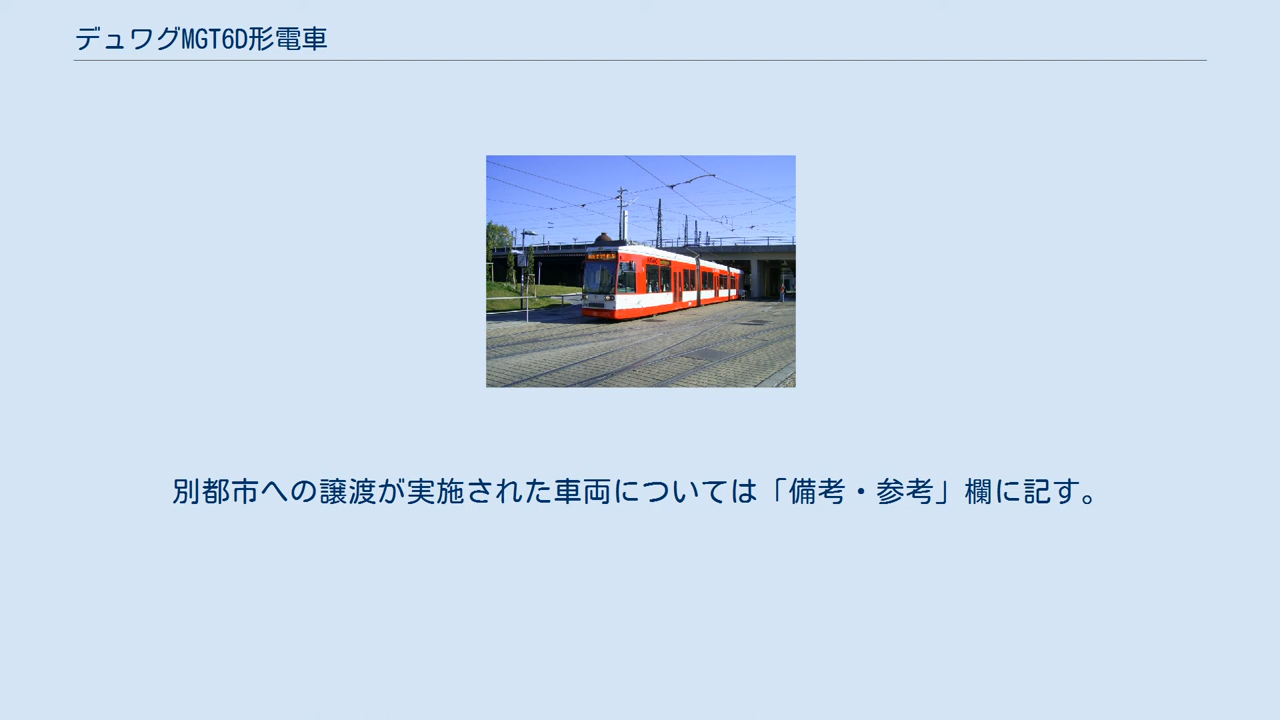 デュワグMGT6D形電車
別都市への譲渡が実施された車両については「備考・参考」欄に記す。